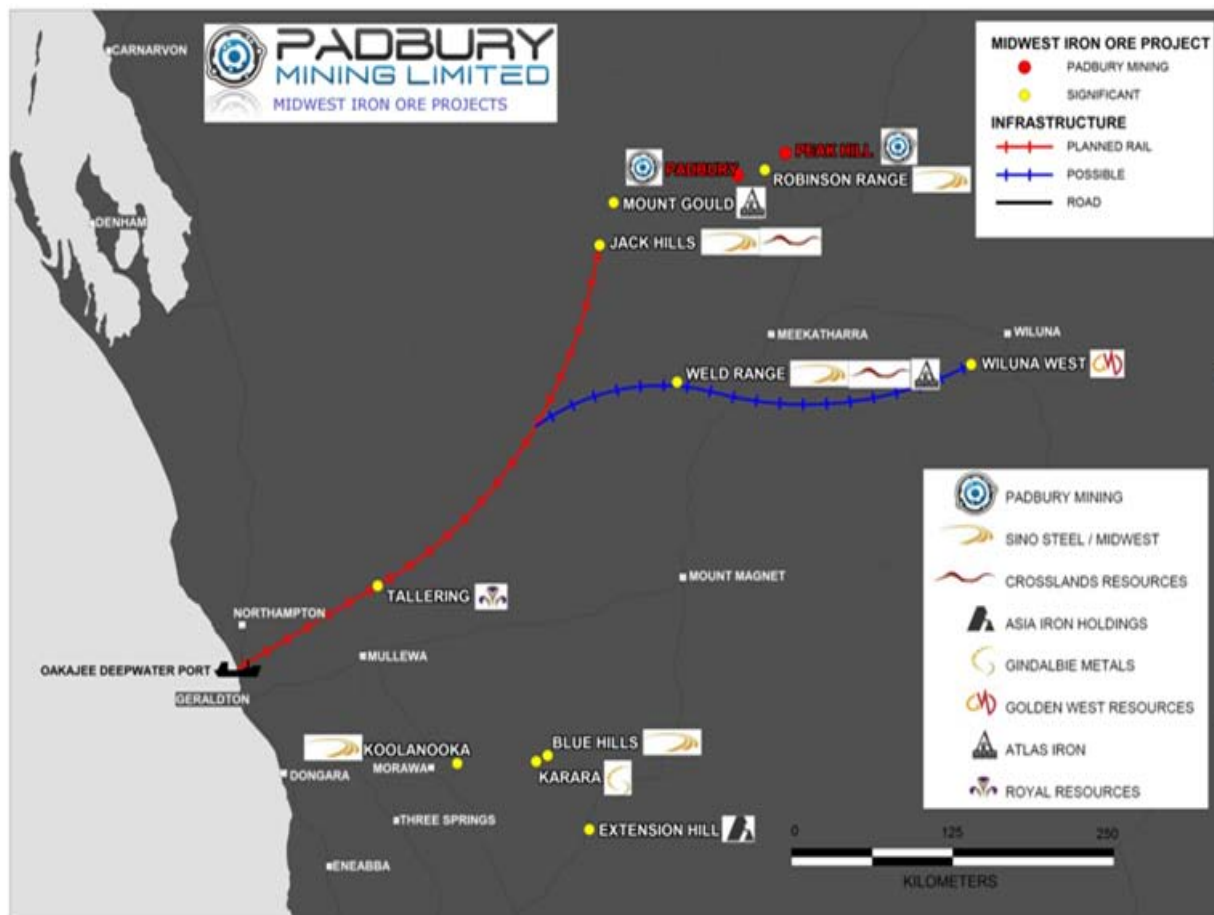 CARNARVON
PADBURY
MINING LIMITED
MIDWEST IRON ORE PROJECTS
MIDWEST IRON ORE PROJECT
PADBURY MINING
SIGNIFICANT
INFRASTRUCTURE
PLANNED RAIL
POSSIBLE
ROAD
PEAK HILL
PADBURY
ROBINSON RANGE
MOUNT GOULD
DENHAM
JACK HILLS
MEEKATHARRA
WILUNA
WELD RANGE
WILUNA WEST
GWD
MOUNT MAGNET
TALLERING
NORTHAMPTON
MULLEWA
OAKAJEE DEEPWATER PORT
GERALDTON
KOOLANOOKA
BLUE HILLS
MORAWA
KARARA
DONGARA
THREE SPRINGS
EXTENSION HILL
ENEABBA
PADBURY MINING
SINO STEEL / MIDWEST
CROSSLANDS RESOURCES
ASIA IRON HOLDINGS
GINDALBIE METALS
GWD GOLDEN WEST RESOURCES
ATLAS IRON
ROYAL RESOURCES
0 125 250
KILOMETERS